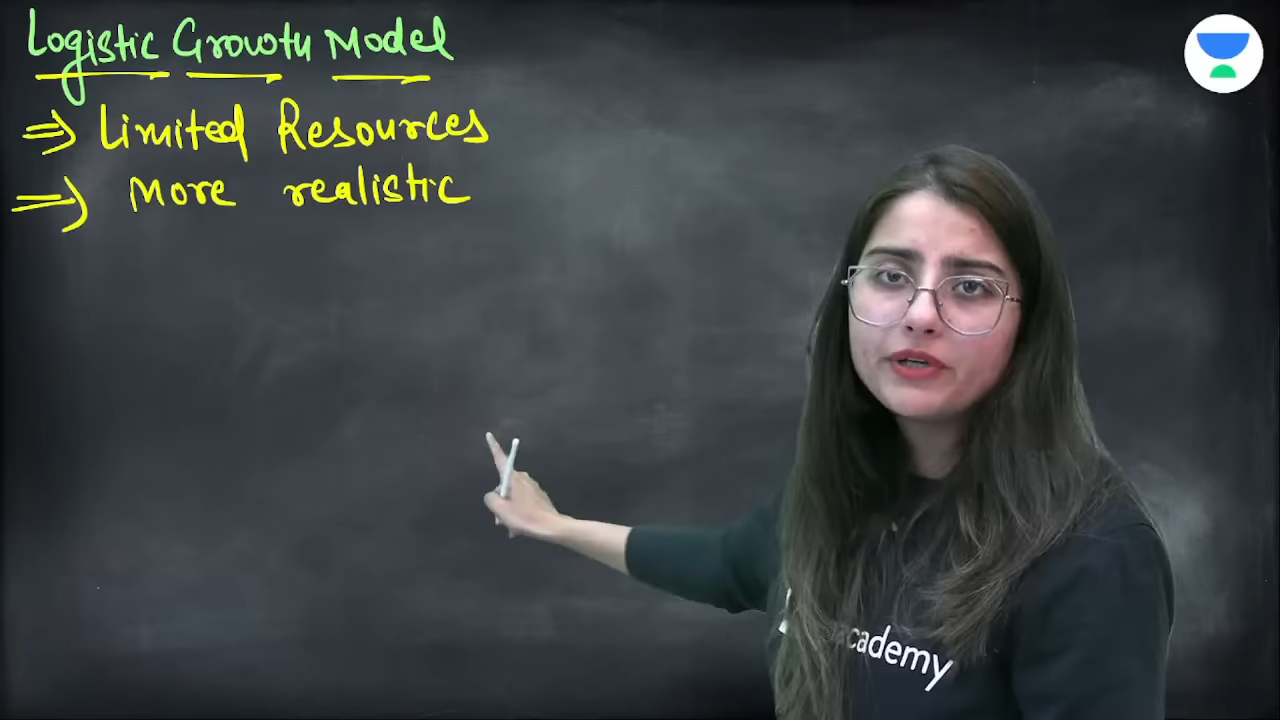 Logistic Growth Model
⇒ Limited Resources
⇒ More realistic
cademy